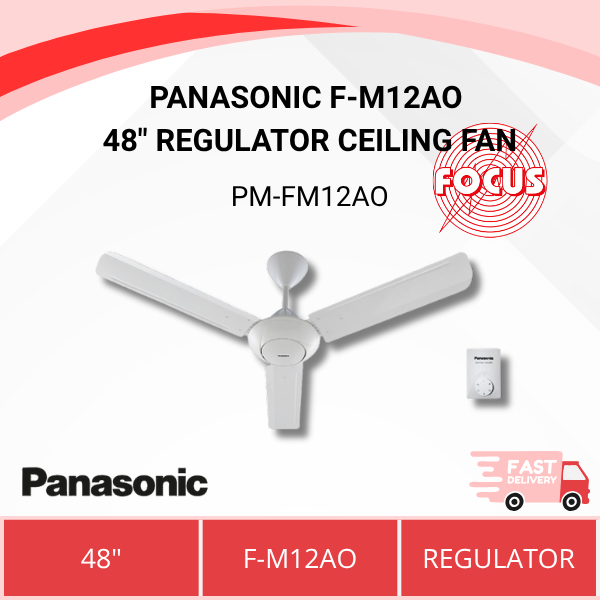 PANASONIC F-M12AO
48" REGULATOR CEILING FAN
FOCUS
PM-FM12AO
Panasonic
FAST
DELIVERY
Panasonic
48"
F-M12AO
REGULATOR